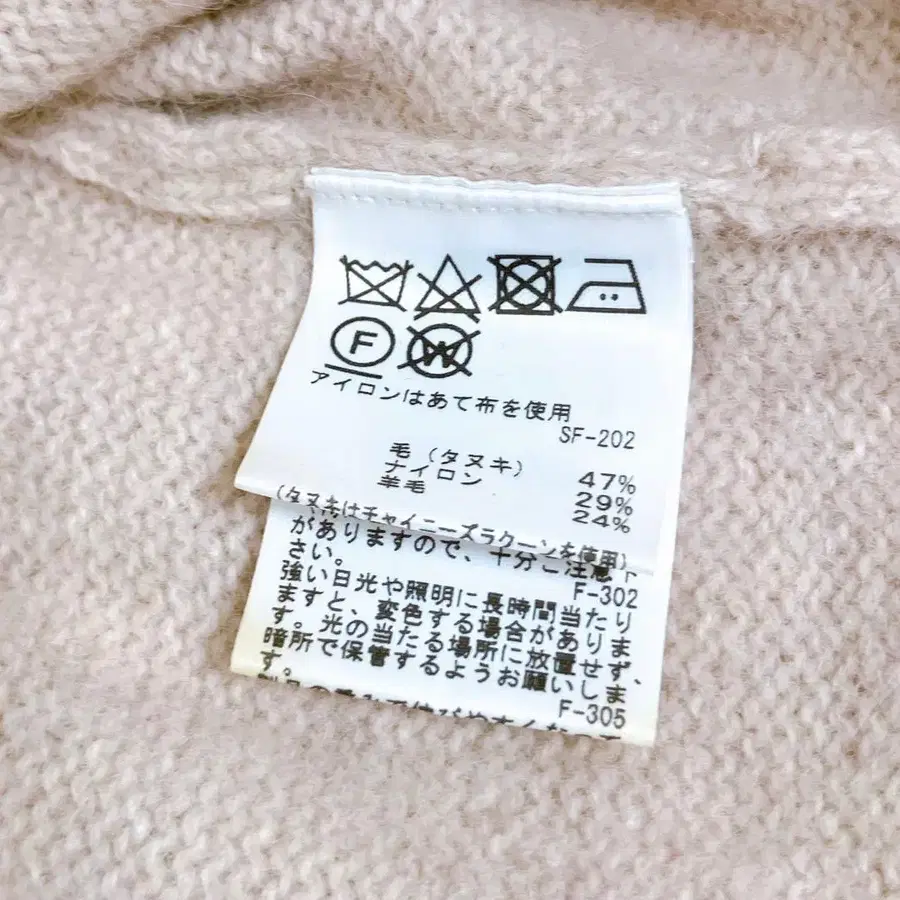 F W
アイロンはあて布を使用
SF-202
毛(タヌキ) 47%
ナイロン 29%
羊毛 24%
(タヌキはチャイニーズラクーンを使用)
がありますので、十分ご注意下
さい。
F-302
強い日光や照明に長時間当たり
ますと、変色する場合がありま
す。光の当たる場所に放置せず、
暗所で保管するようお願いしま
す。
F-305